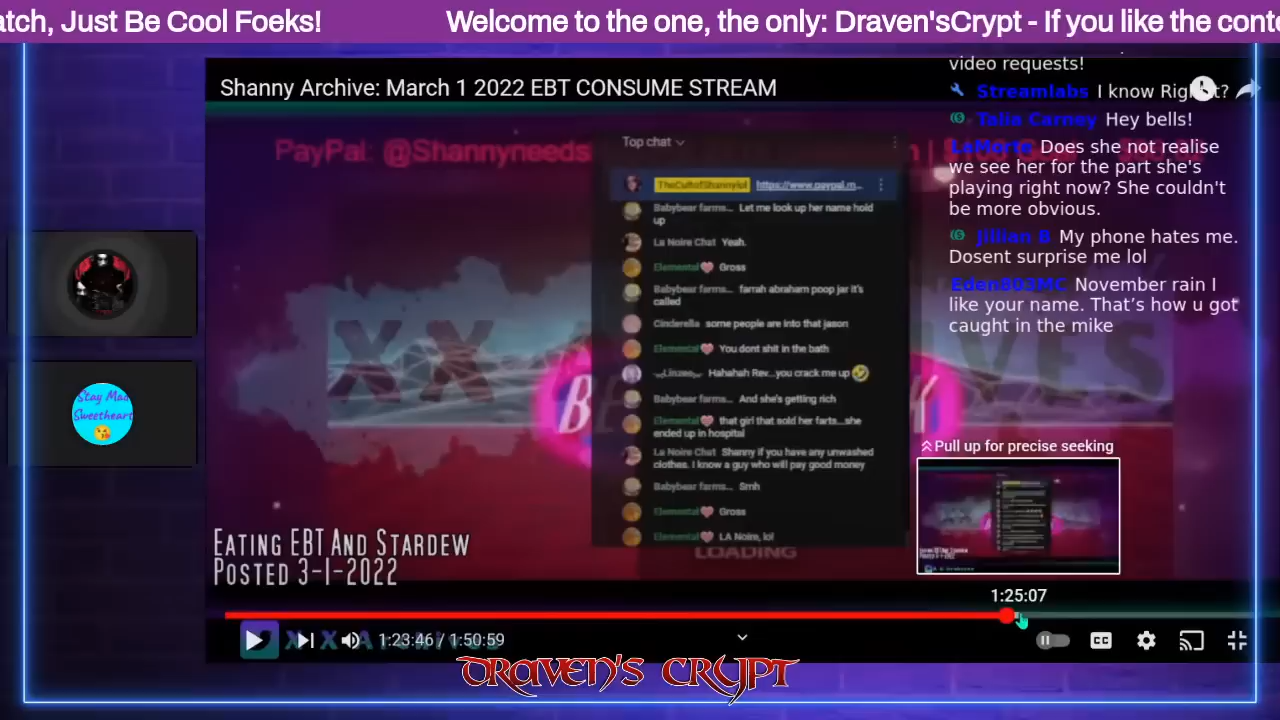 atch, Just Be Cool Foeks! Welcome to the one, the only: Draven'sCrypt - If you like the conte
Shanny Archive: March 1 2022 EBT CONSUME STREAM
PayPal: @Shannyneeds
Top chat
TheCultofShannylol https://www.paypal.m...
Babybear farms... Let me look up her name hold
up
La Noire Chat Yeah.
Elemental Gross
Babybear farms... farrah abraham poop jar it's
called
Cinderella some people are into that jason
Elemental You dont shit in the bath
Hahahah Rev...you crack me up 🤣
Babybear farms... And she's getting rich
Elemental that girl that sold her farts...she
ended up in hospital
La Noire Chat Shanny if you have any unwashed
clothes. I know a guy who will pay good money
Babybear farms... Smh
Elemental Gross
Elemental LA Noire, lol
LOADING
video requests!
Streamlabs I know Right?
Talia Carney Hey bells!
LaMorte Does she not realise
we see her for the part she's
playing right now? She couldn't
be more obvious.
Jillian B My phone hates me.
Dosent surprise me lol
Eden803MC November rain I
like your name. That's how u got
caught in the mike
Stay Mad
Sweetheart
XX
Pull up for precise seeking
EATING EBT AND STARDEW
POSTED 3-1-2022
1:25:07
1:23:46 / 1:50:59
CC
DRAVEN'S CRYPT